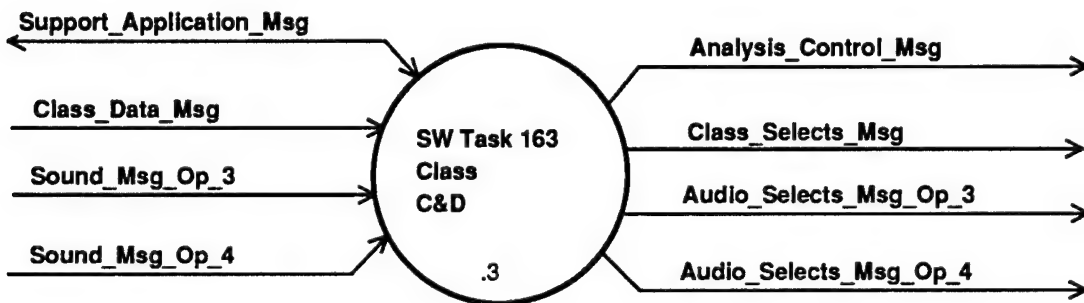 Support_Application_Msg
Class_Data_Msg
Sound_Msg_Op_3
Sound_Msg_Op_4
SW Task 163
Class
C&D
.3
Analysis_Control_Msg
Class_Selects_Msg
Audio_Selects_Msg_Op_3
Audio_Selects_Msg_Op_4